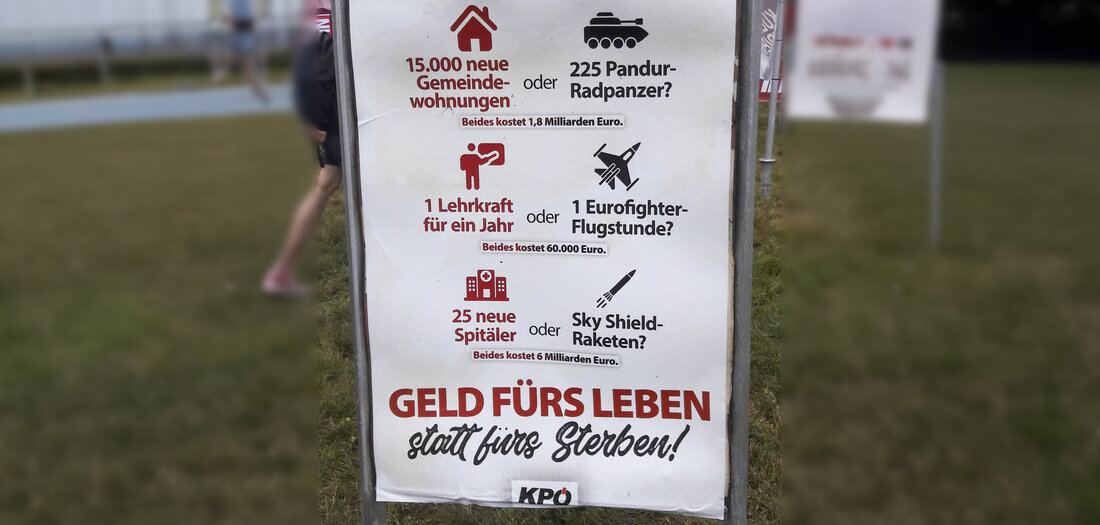 15.000 neue
Gemeinde-
wohnungen
oder
225 Pandur-
Radpanzer?
Beides kostet 1,8 Milliarden Euro.
1 Lehrkraft
für ein Jahr
oder
1 Eurofighter-
Flugstunde?
Beides kostet 60.000 Euro.
25 neue
Spitäler
oder
Sky Shield-
Raketen?
Beides kostet 6 Milliarden Euro.
GELD FÜRS LEBEN
statt fürs Sterben!
KPÖ